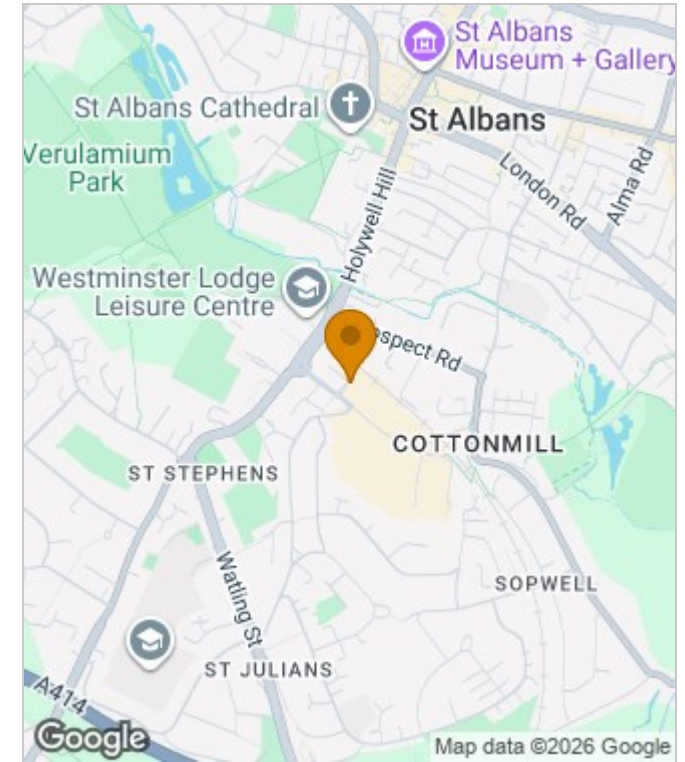 St Albans
Museum + Gallery
St Albans Cathedral
St Albans
Verulamium
Park
London Rd
Alma Rd
Holywell Hill
Westminster Lodge
Leisure Centre
spect Rd
COTTONMILL
ST STEPHENS
Watling St
SOPWELL
ST JULIANS
A414
Google
Map data ©2026 Google